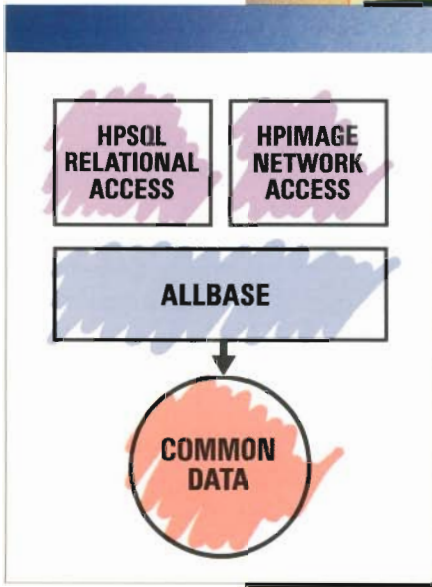 HPSQL
RELATIONAL
ACCESS
HPIMAGE
NETWORK
ACCESS
ALLBASE
COMMON
DATA